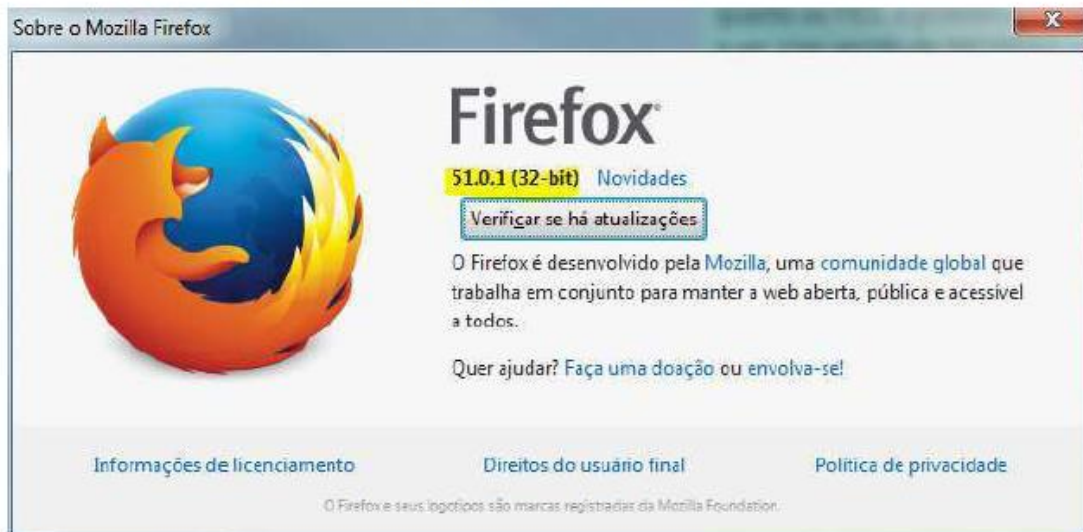 Sobre o Mozilla Firefox
Firefox
51.0.1 (32-bit) Novidades
Verificar se há atualizações
O Firefox é desenvolvido pela Mozilla, uma comunidade global que
trabalha em conjunto para manter a web aberta, pública e acessível
a todos.
Quer ajudar? Faça uma doação ou envolva-se!
Informações de licenciamento Direitos do usuário final Política de privacidade
O Firefox e seus logotipos são marcas registradas da Mozilla Foundation.